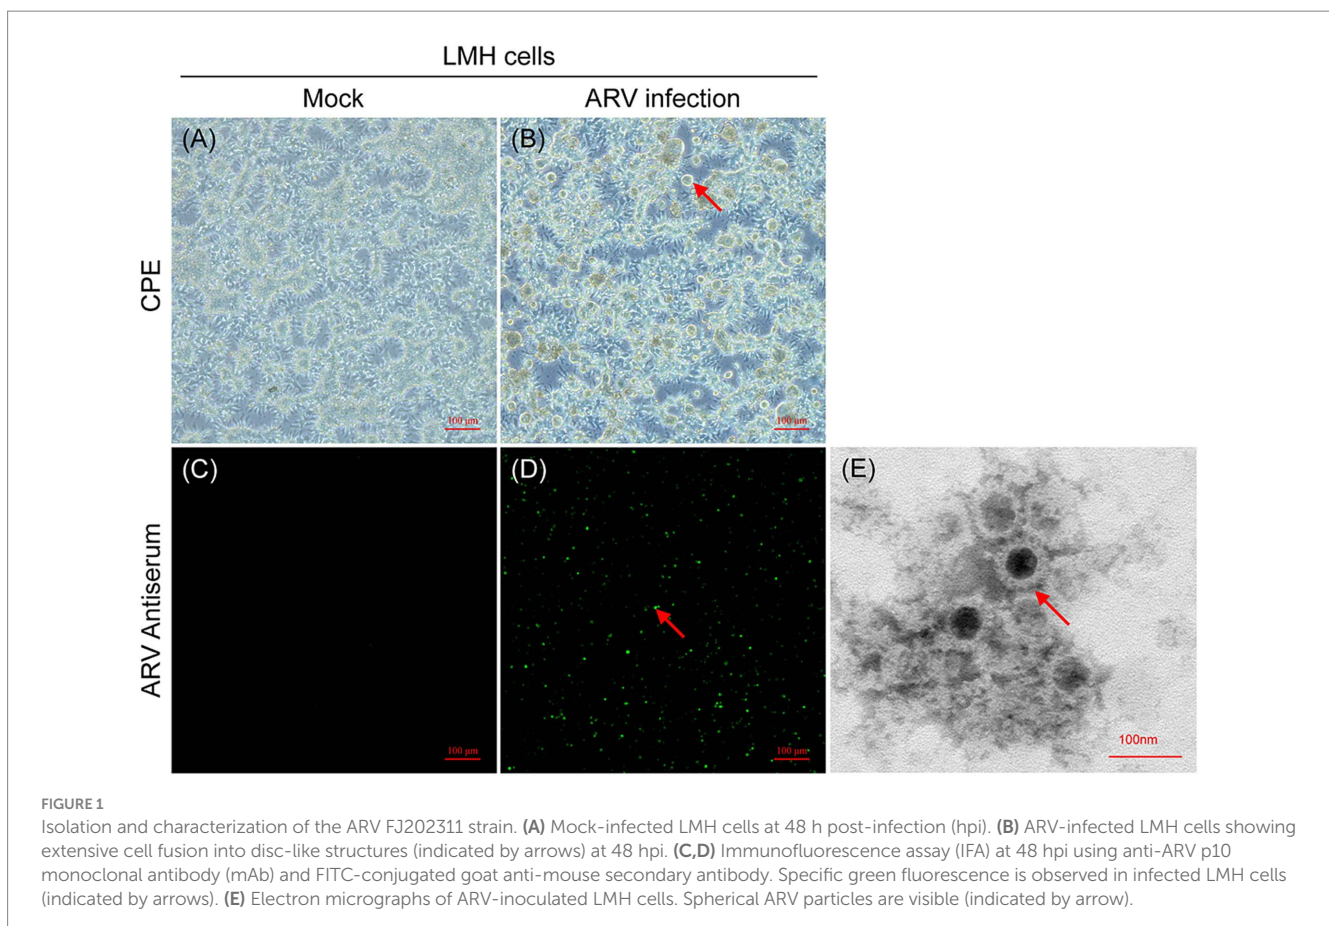 LMH cells
Mock
ARV infection
(A)
(B)
CPE
100 μm
100 μm
(C)
(D)
(E)
ARV Antiserum
100 μm
100 μm
100nm
FIGURE 1
Isolation and characterization of the ARV FJ202311 strain. (A) Mock-infected LMH cells at 48 h post-infection (hpi). (B) ARV-infected LMH cells showing
extensive cell fusion into disc-like structures (indicated by arrows) at 48 hpi. (C,D) Immunofluorescence assay (IFA) at 48 hpi using anti-ARV p10
monoclonal antibody (mAb) and FITC-conjugated goat anti-mouse secondary antibody. Specific green fluorescence is observed in infected LMH cells
(indicated by arrows). (E) Electron micrographs of ARV-inoculated LMH cells. Spherical ARV particles are visible (indicated by arrow).